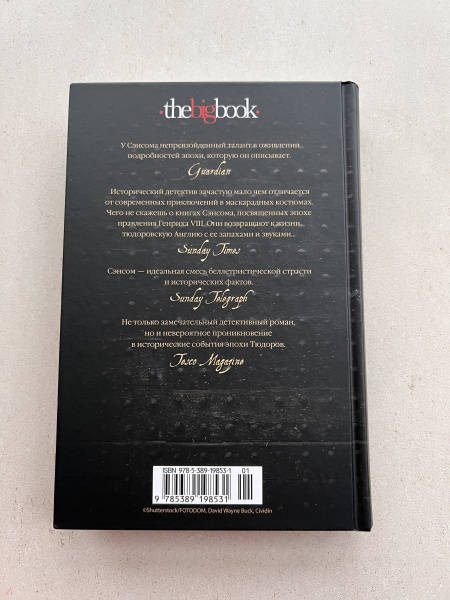 ·thebigbook·
У Сэнсома непревзойденный талант в оживлении
подробностей эпохи, которую он описывает.
Guardian
Исторический детектив зачастую мало чем отличается
от современных приключений в маскарадных костюмах.
Чего не скажешь о книгах Сэнсома, посвященных эпохе
правления Генриха VIII. Они возвращают к жизни
тюдоровскую Англию с ее запахами и звуками..
Sunday Times
Сэнсом — идеальная смесь беллетристической страсти
и исторических фактов.
Sunday Telegraph
Не только замечательный детективный роман,
но и невероятное проникновение
в исторические события эпохи Тюдоров.
Tesco Magazine
ISBN 978-5-389-19853-1
01
9 785389 198531
©Shutterstock/FOTODOM, David Wayne Buck, Cividin